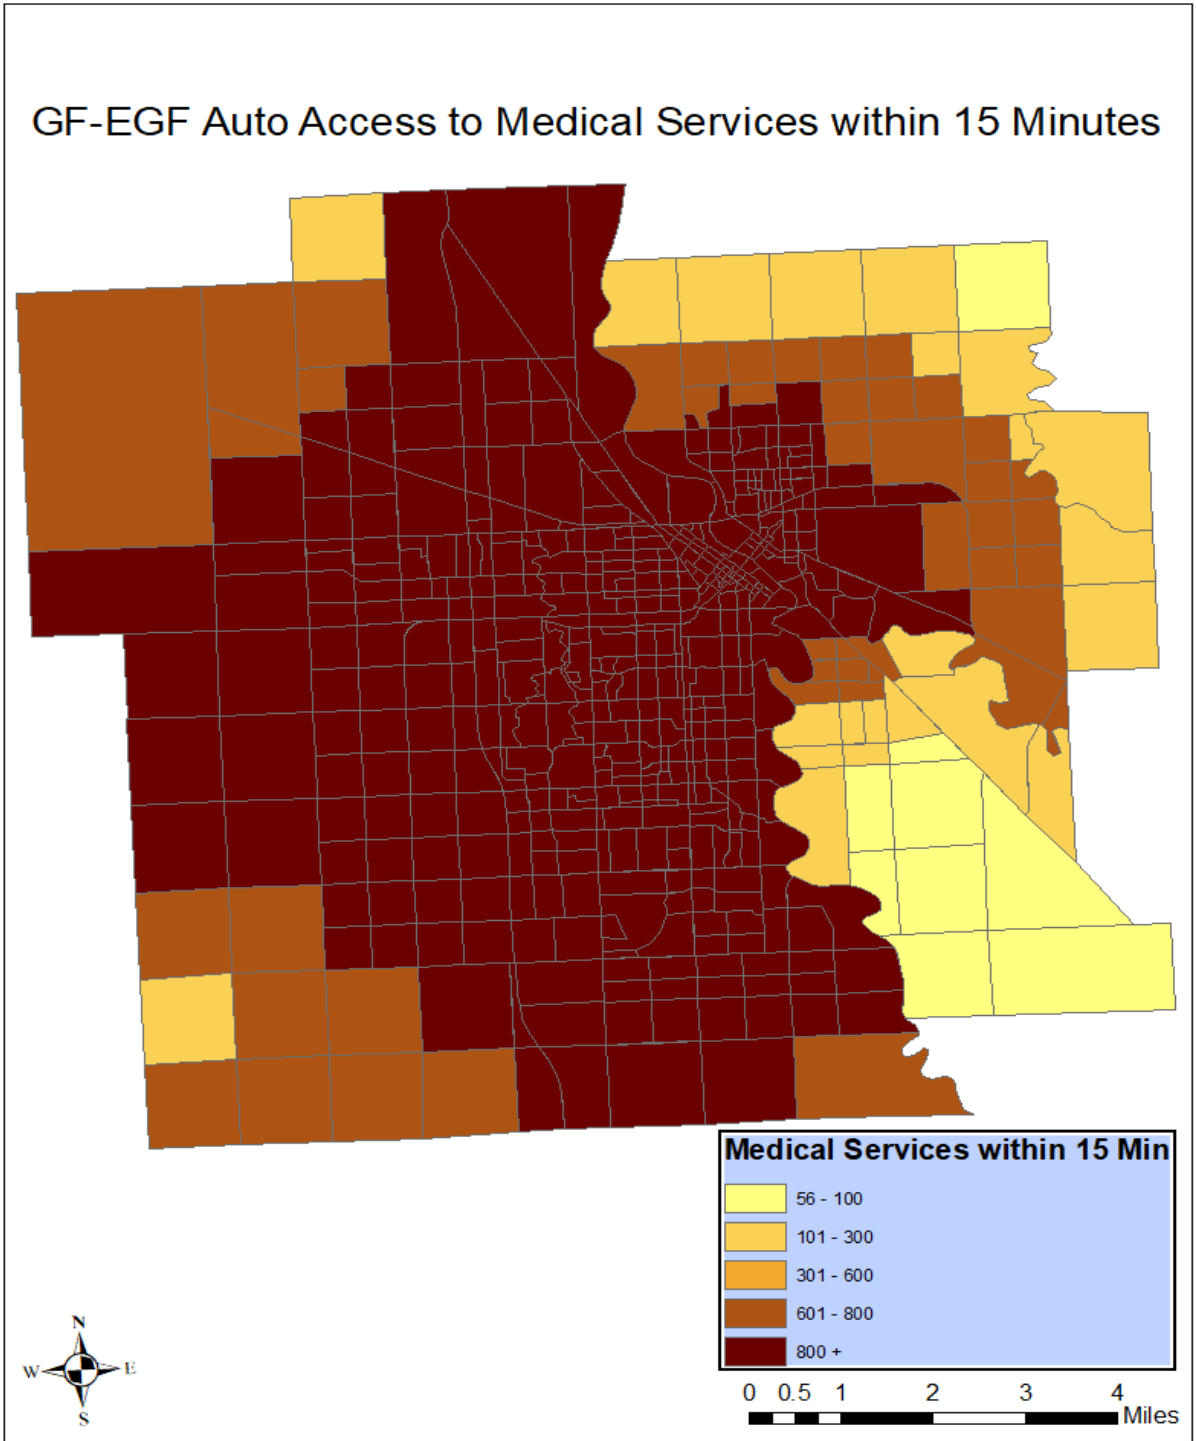 GF-EGF Auto Access to Medical Services within 15 Minutes
Medical Services within 15 Min
56 - 100
101 - 300
301 - 600
601 - 800
800 +
N
W E
S
0 0.5 1 2 3 4
Miles